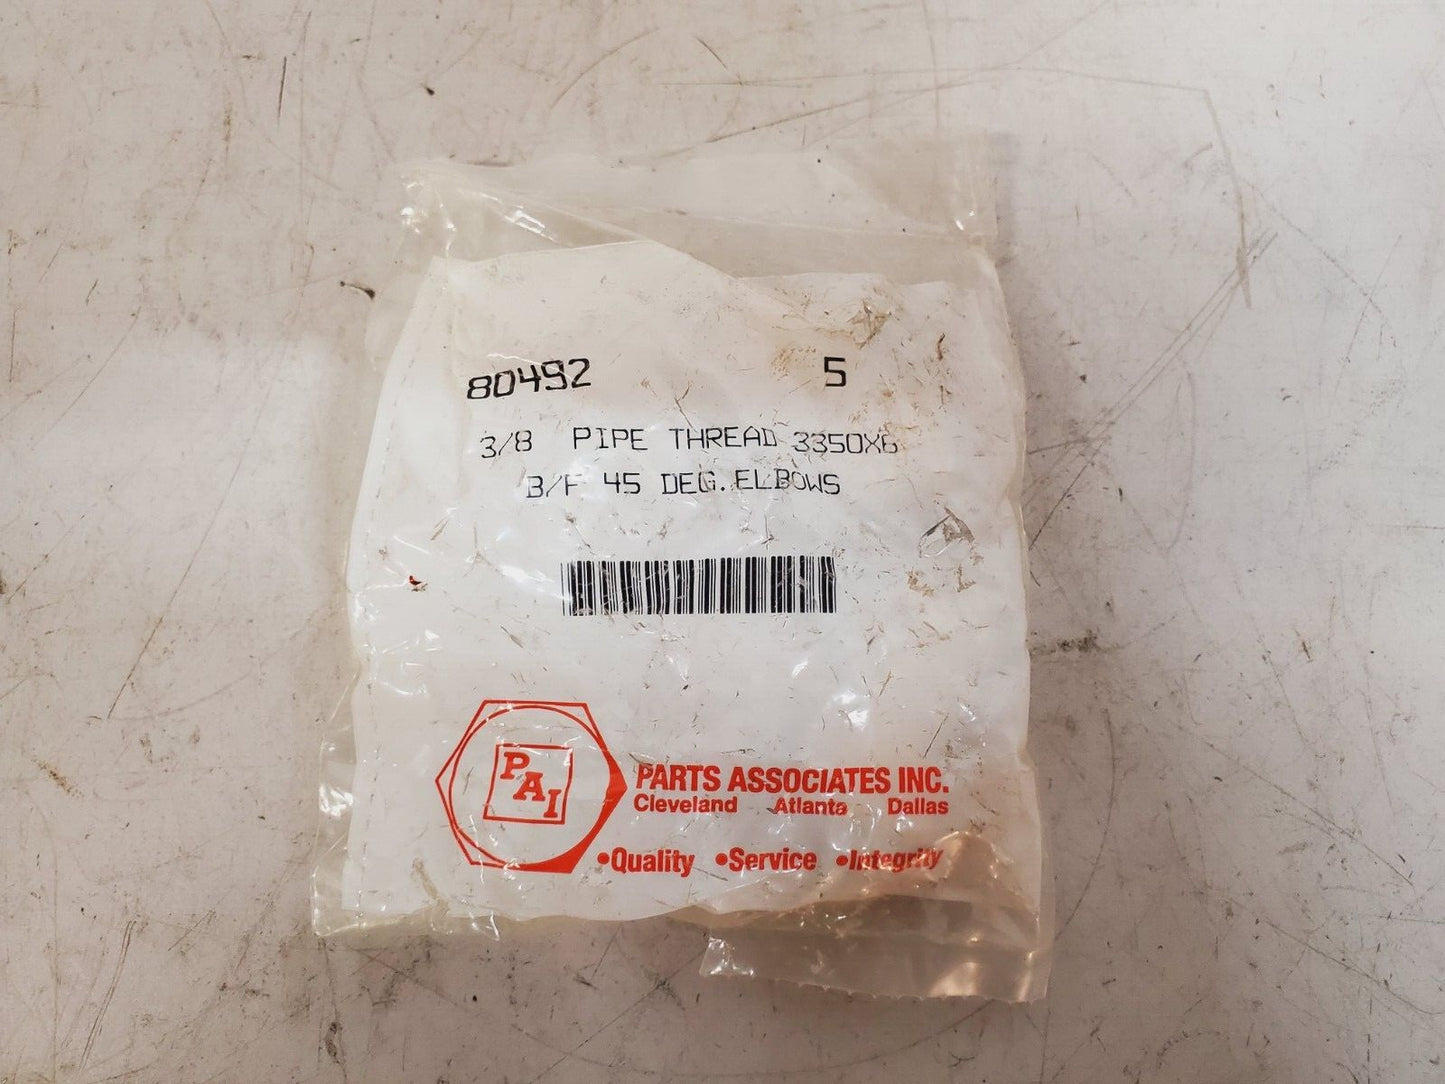 80492 5
3/8 PIPE THREAD 3350X6
B/F 45 DEG. ELBOWS
PAI
PARTS ASSOCIATES INC.
Cleveland Atlanta Dallas
•Quality •Service •Integrity